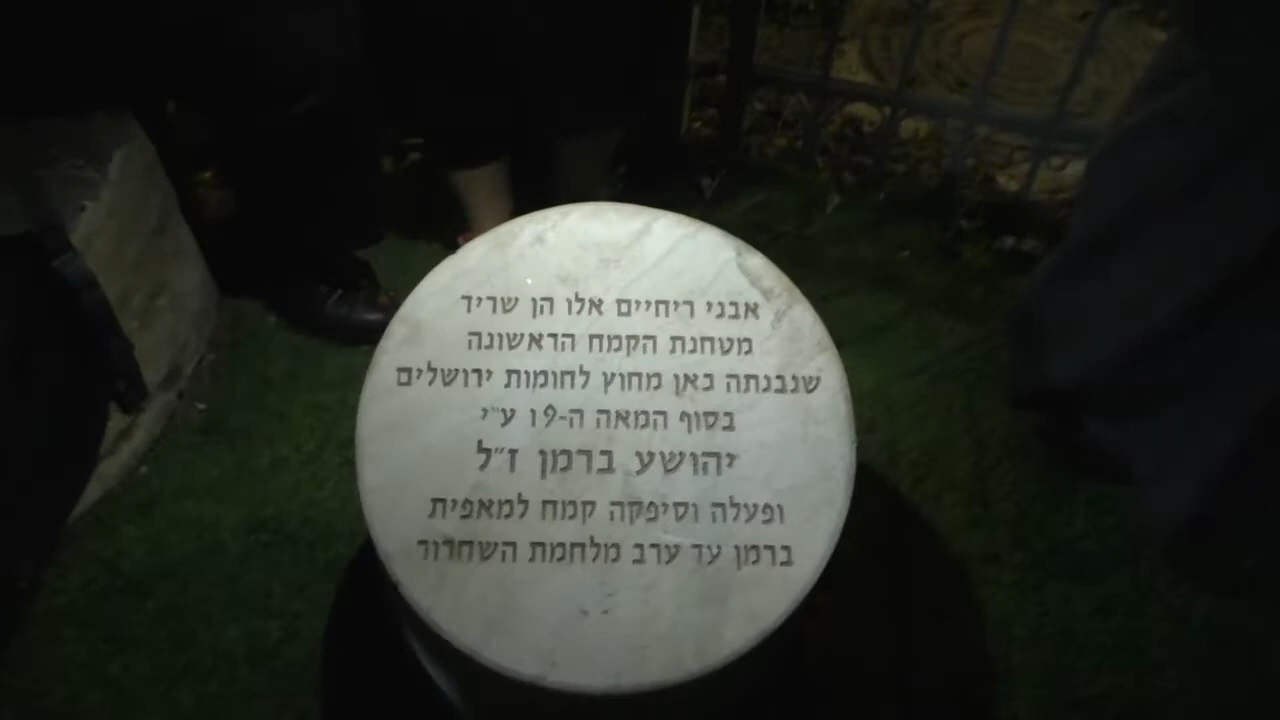 אבני ריחיים אלו הן שריד
מטחנת הקמח הראשונה
שנבנתה כאן מחוץ לחומות ירושלים
בסוף המאה ה-19 ע״י
יהושע ברמן ז״ל
ופעלה וסיפקה קמח למאפית
ברמן עד ערב מלחמת השחרור